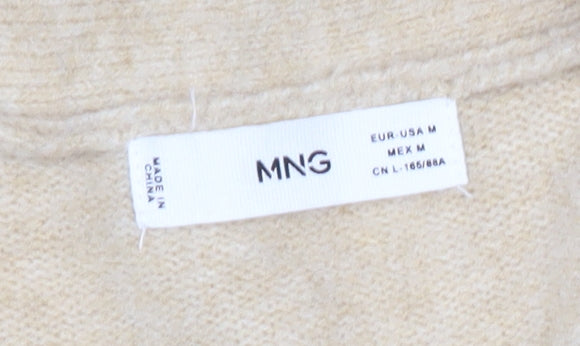 MADE IN
CHINA
MNG
EUR-USA M
MEX M
CN L-165/88A